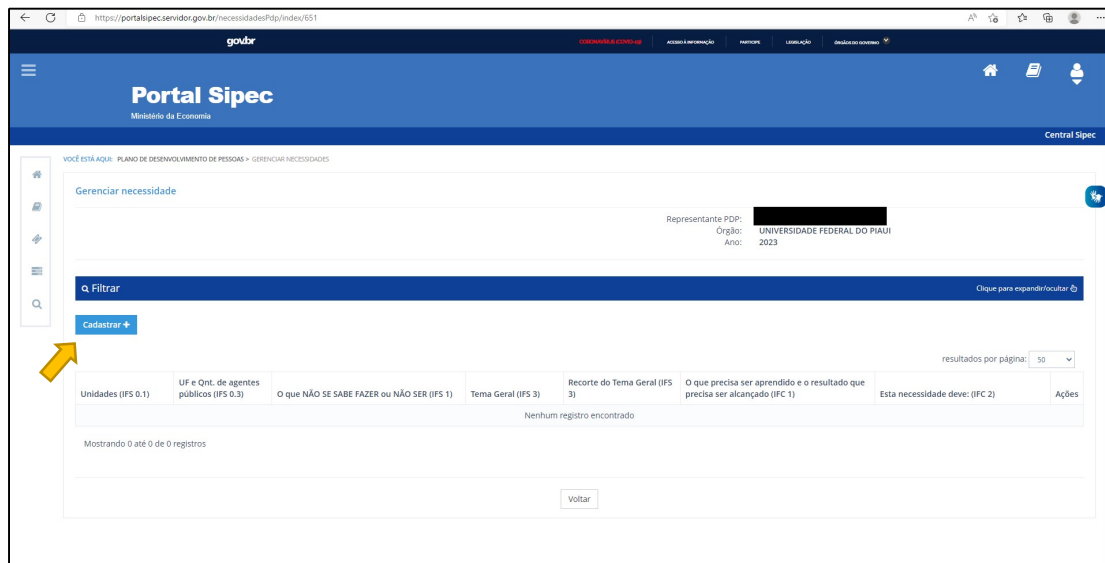 https://portalsipec.servidor.gov.br/necessidadesPdp/index/651
gov.br
CORONAVÍRUS (COVID-19)
ACESSO À INFORMAÇÃO
PARTICIPE
LEGISLAÇÃO
ÓRGÃOS DO GOVERNO
Portal Sipec
Ministério da Economia
Central Sipec
VOCÊ ESTÁ AQUI: PLANO DE DESENVOLVIMENTO DE PESSOAS > GERENCIAR NECESSIDADES
Gerenciar necessidade
Representante PDP:
Órgão: UNIVERSIDADE FEDERAL DO PIAUI
Ano: 2023
Filtrar
Clique para expandir/ocultar
Cadastrar +
resultados por página: 50
Unidades (IFS 0.1)
UF e Qnt. de agentes
públicos (IFS 0.3)
O que NÃO SE SABE FAZER ou NÃO SER (IFS 1)
Tema Geral (IFS 3)
Recorte do Tema Geral (IFS
3)
O que precisa ser aprendido e o resultado que
precisa ser alcançado (IFC 1)
Esta necessidade deve: (IFC 2)
Ações
Nenhum registro encontrado
Mostrando 0 até 0 de 0 registros
Voltar